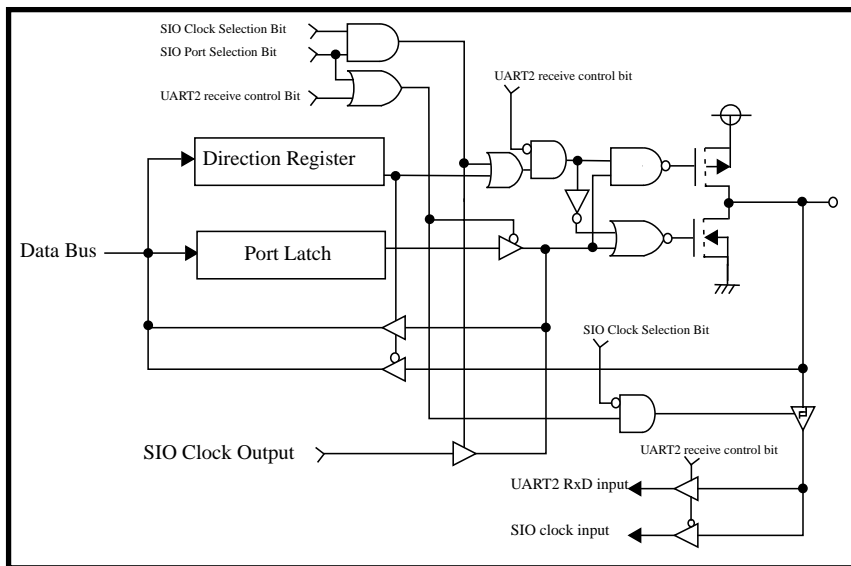 SIO Clock Selection Bit
SIO Port Selection Bit
UART2 receive control Bit
UART2 receive control bit
Direction Register
Data Bus
Port Latch
SIO Clock Selection Bit
SIO Clock Output
UART2 receive control bit
UART2 RxD input
SIO clock input